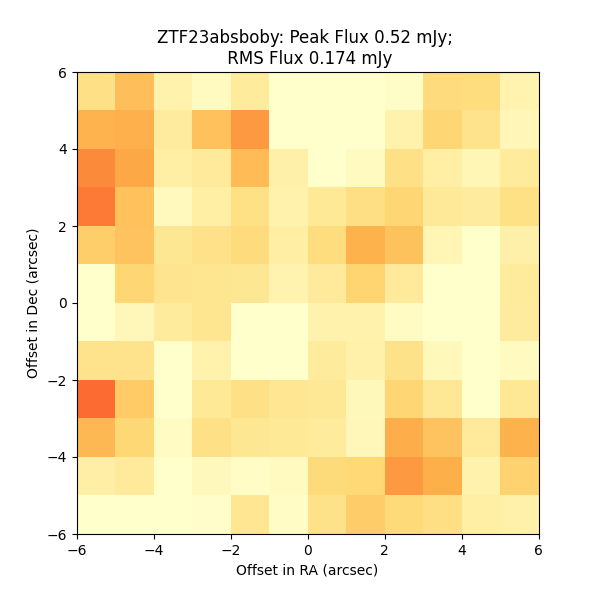 ZTF23absboby: Peak Flux 0.52 mJy;
RMS Flux 0.174 mJy
6
4
2
0
−2
−4
−6
Offset in Dec (arcsec)
−6 −4 −2 0 2 4 6
Offset in RA (arcsec)